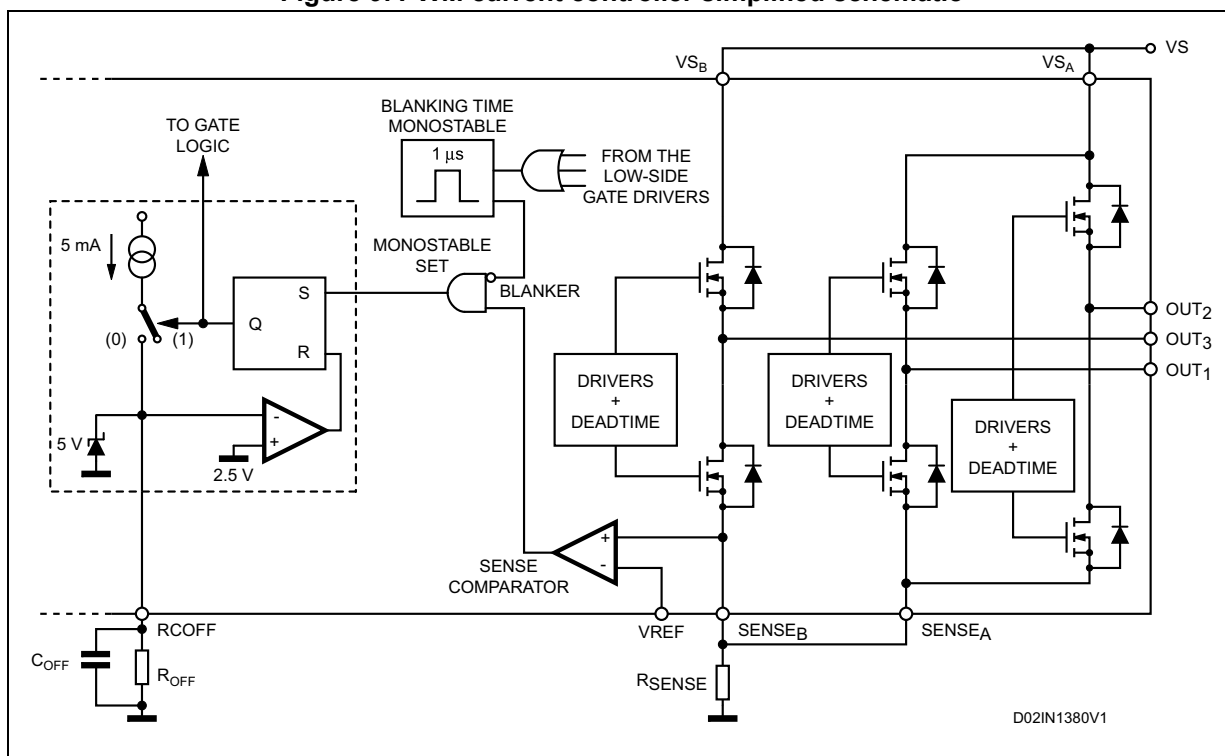 Figure PWM current controller simplified schematic
VS
VSB
VSA
BLANKING TIME
MONOSTABLE
TO GATE
LOGIC
1 μs
FROM THE
LOW-SIDE
GATE DRIVERS
5 mA
MONOSTABLE
SET
S
BLANKER
Q
(0)
(1)
R
OUT2
OUT3
OUT1
DRIVERS
+
DEADTIME
DRIVERS
+
DEADTIME
DRIVERS
+
DEADTIME
5 V
-
+
2.5 V
+
-
SENSE
COMPARATOR
RCOFF
VREF
SENSEB
SENSEA
COFF
ROFF
RSENSE
D02IN1380V1